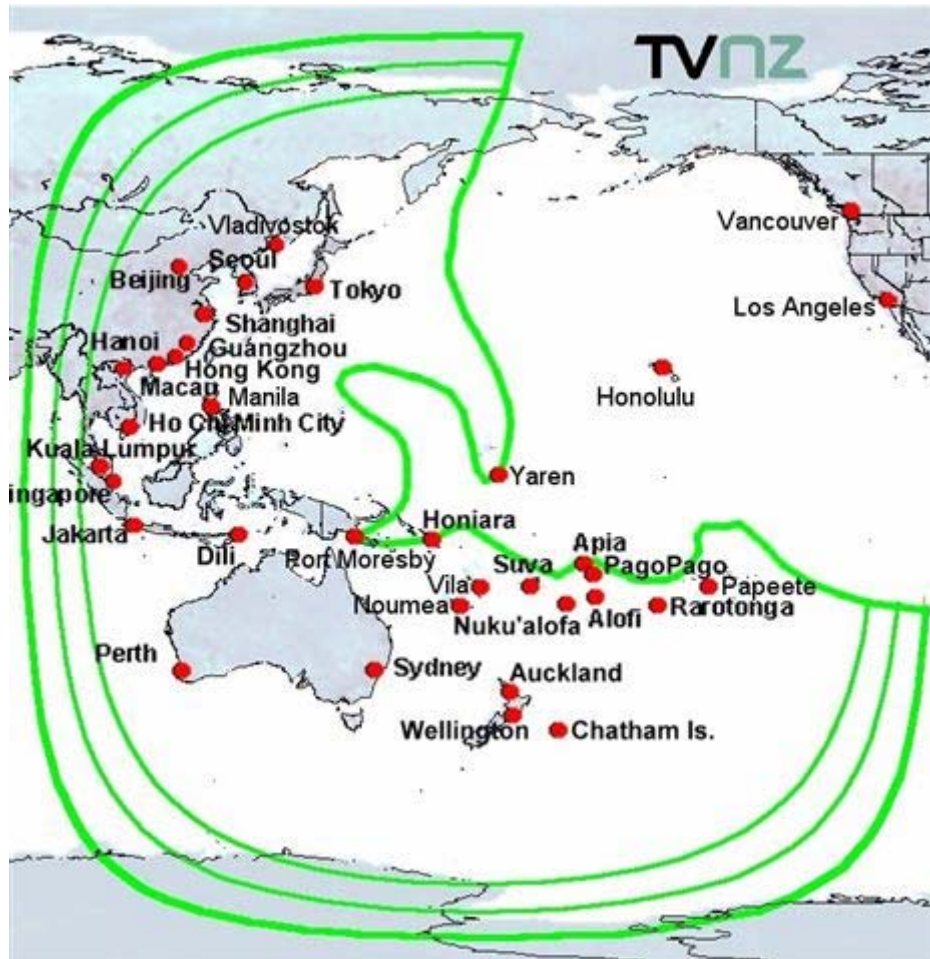 TVNZ
Vladivostok
Vancouver
Seoul
Beijing
Tokyo
Los Angeles
Shanghai
Hanoi
Guangzhou
Hong Kong
Honolulu
Macau
Manila
Ho Chi Minh City
Kuala Lumpur
Yaren
ingapore
Jakarta
Honiara
Dili
Port Moresby
Apia
Suva
PagoPago
Vila
Papeete
Noumea
Alofi
Rarotonga
Nuku'alofa
Perth
Sydney
Auckland
Wellington
Chatham Is.